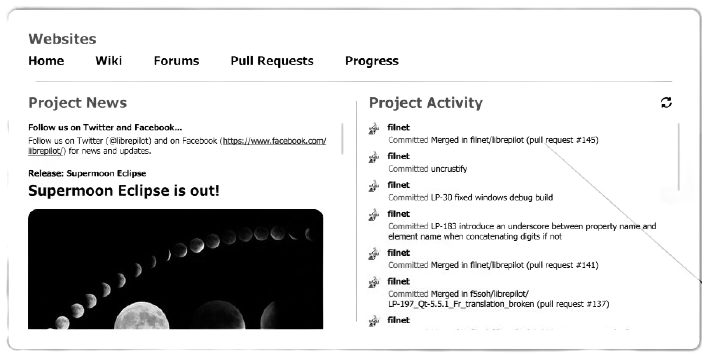 Websites
Home Wiki Forums Pull Requests Progress
Project News
Follow us on Twitter and Facebook...
Follow us on Twitter (@librepilot) and on Facebook (https://www.facebook.com/
librepilot/) for news and updates.
Release: Supermoon Eclipse
Supermoon Eclipse is out!
Project Activity
filnet
Committed Merged in filnet/librepilot (pull request #145)
filnet
Committed uncrustify
filnet
Committed LP-30 fixed windows debug build
filnet
Committed LP-183 introduce an underscore between property name and
element name when concatenating digits if not
filnet
Committed Merged in filnet/librepilot (pull request #141)
filnet
Committed Merged in f5soh/librepilot/
LP-197_Qt-5.5.1_Fr_translation_broken (pull request #137)
filnet